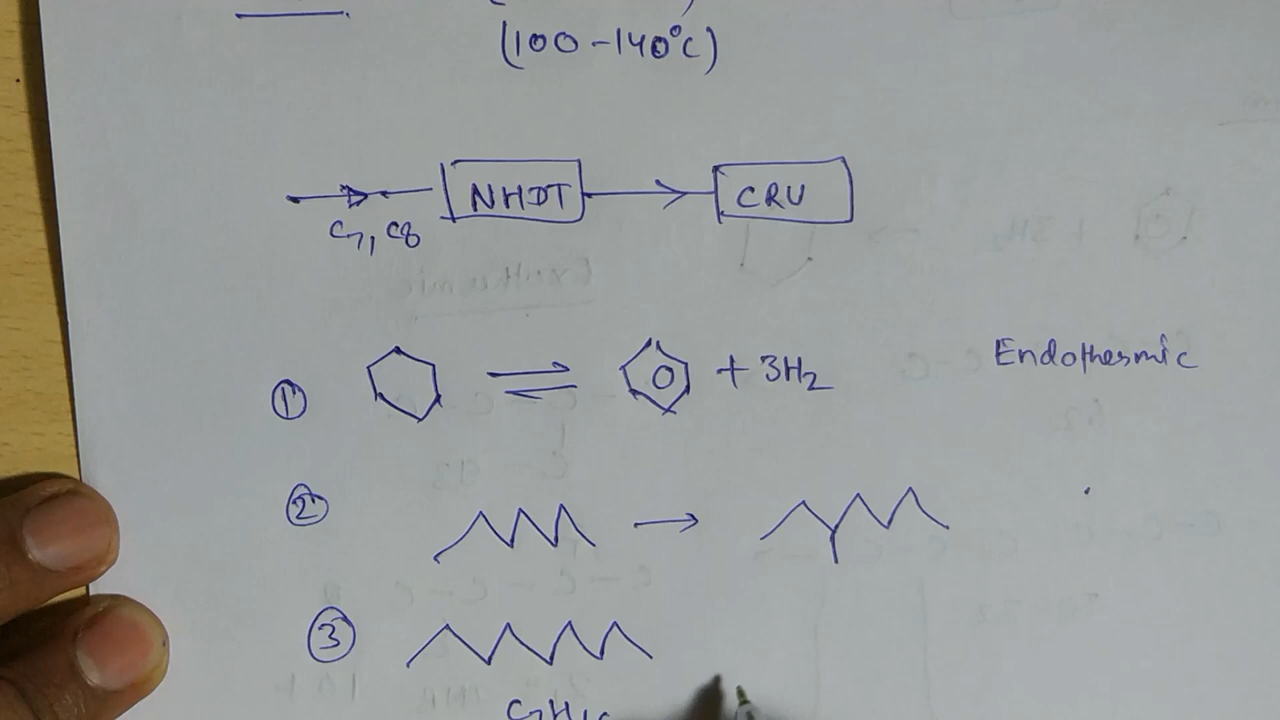 (100-140°C)
NHDT CRU
C7, C8
① + 3H2 Endothermic
②
③